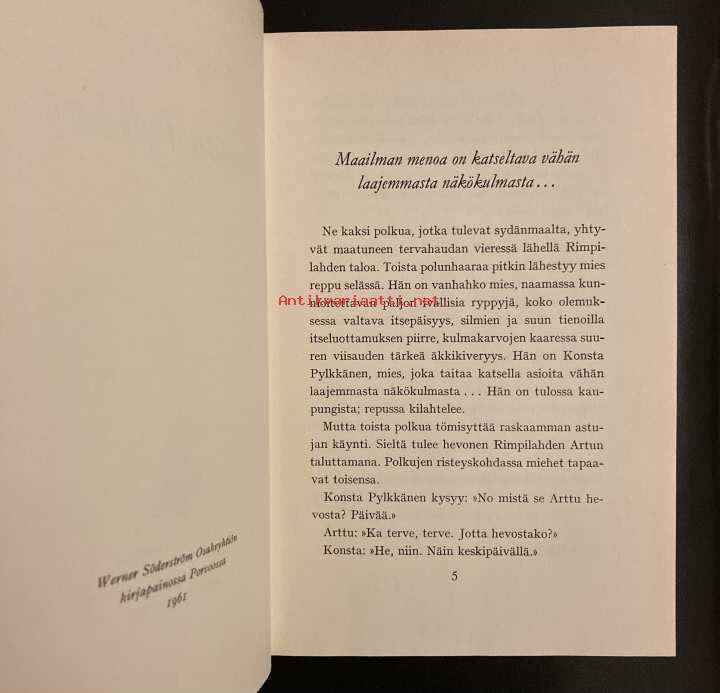 Werner Söderström Osakeyhtiön
kirjapainossa Porvoossa
1961
Maailman menoa on katseltava vähän
laajemmasta näkökulmasta...
Ne kaksi polkua, jotka tulevat sydänmaalta, yhty-
vät maatuneen tervahaudan vieressä lähellä Rimpi-
lahden taloa. Toista polunhaaraa pitkin lähestyy mies
reppu selässä. Hän on vanhahko mies, naamassa kun-
Antikvariaatti.net
nioitettavan paljon ivallisia ryppyjä, koko olemuk-
sessa valtava itsepäisyys, silmien ja suun tienoilla
itseluottamuksen piirre, kulmakarvojen kaaressa suu-
ren viisauden tärkeä äkkikiveryys. Hän on Konsta
Pylkkänen, mies, joka taitaa katsella asioita vähän
laajemmasta näkökulmasta... Hän on tulossa kau-
pungista; repussa kilahtelee.
Mutta toista polkua tömisyttää raskaamman astu-
jan käynti. Sieltä tulee hevonen Rimpilahden Artun
taluttamana. Polkujen risteyskohdassa miehet tapaa-
vat toisensa.
Konsta Pylkkänen kysyy: »No mistä se Arttu he-
vosta? Päivää.»
Arttu: »Ka terve, terve. Jotta hevostako?»
Konsta: »He, niin. Näin keskipäivällä.»
5